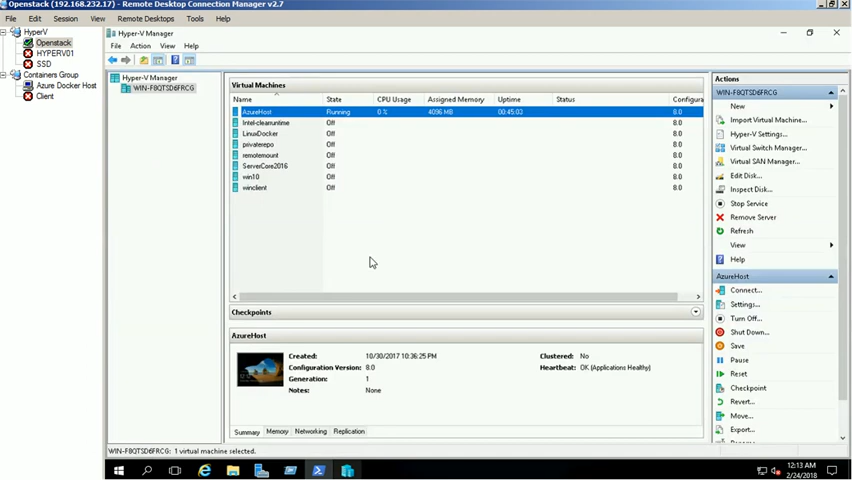 Openstack (192.168.232.17) - Remote Desktop Connection Manager v2.7
File Edit Session View Remote Desktops Tools Help
HyperV
Openstack
HYPERV01
SSD
Containers Group
Azure Docker Host
Client
Hyper-V Manager
File Action View Help
Hyper-V Manager
WIN-F8QTSD6FRCG
Virtual Machines
Name State CPU Usage Assigned Memory Uptime Status Configura
AzureHost Running 0 % 4096 MB 00:45:03 8.0
Intel-clearruntime Off 8.0
LinuxDocker Off 8.0
privaterepo Off 8.0
remotemount Off 8.0
ServerCore2016 Off 8.0
win10 Off 8.0
winclient Off 8.0
Checkpoints
AzureHost
Created: 10/30/2017 10:36:25 PM Clustered: No
Configuration Version: 8.0 Heartbeat: OK (Applications Healthy)
Generation: 1
Notes: None
Summary Memory Networking Replication
Actions
WIN-F8QTSD6FRCG
New
Import Virtual Machine...
Hyper-V Settings...
Virtual Switch Manager...
Virtual SAN Manager...
Edit Disk...
Inspect Disk...
Stop Service
Remove Server
Refresh
View
Help
AzureHost
Connect...
Settings...
Turn Off...
Shut Down...
Save
Pause
Reset
Checkpoint
Revert...
Move...
Export...
WIN-F8QTSD6FRCG: 1 virtual machine selected.
12:13 AM
2/24/2018